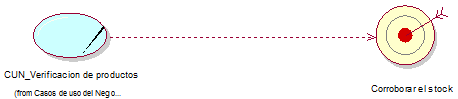 CUN_Verificacion de productos
(from Casos de uso del Nego...
Corroborar el stock